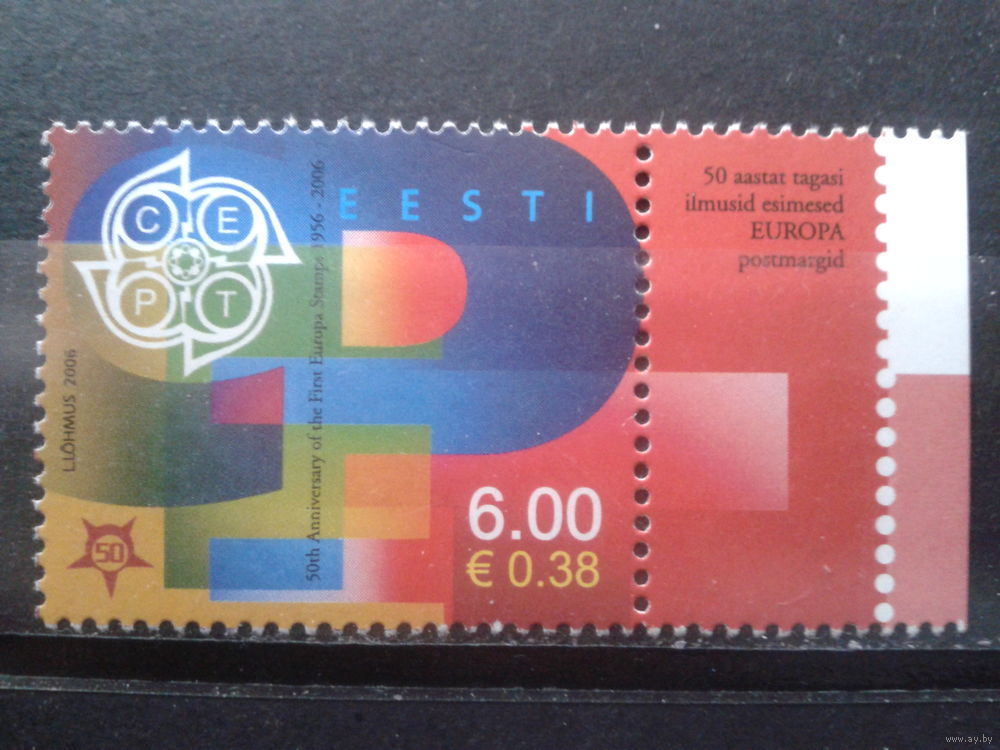 C E
P T
50th Anniversary of the First Europa Stamps 1956 - 2006
EESTI
50 aastat tagasi
ilmusid esimesed
EUROPA
postmargid
L.LÕHMUS 2006
50
6.00
€ 0.38
www.ay.by